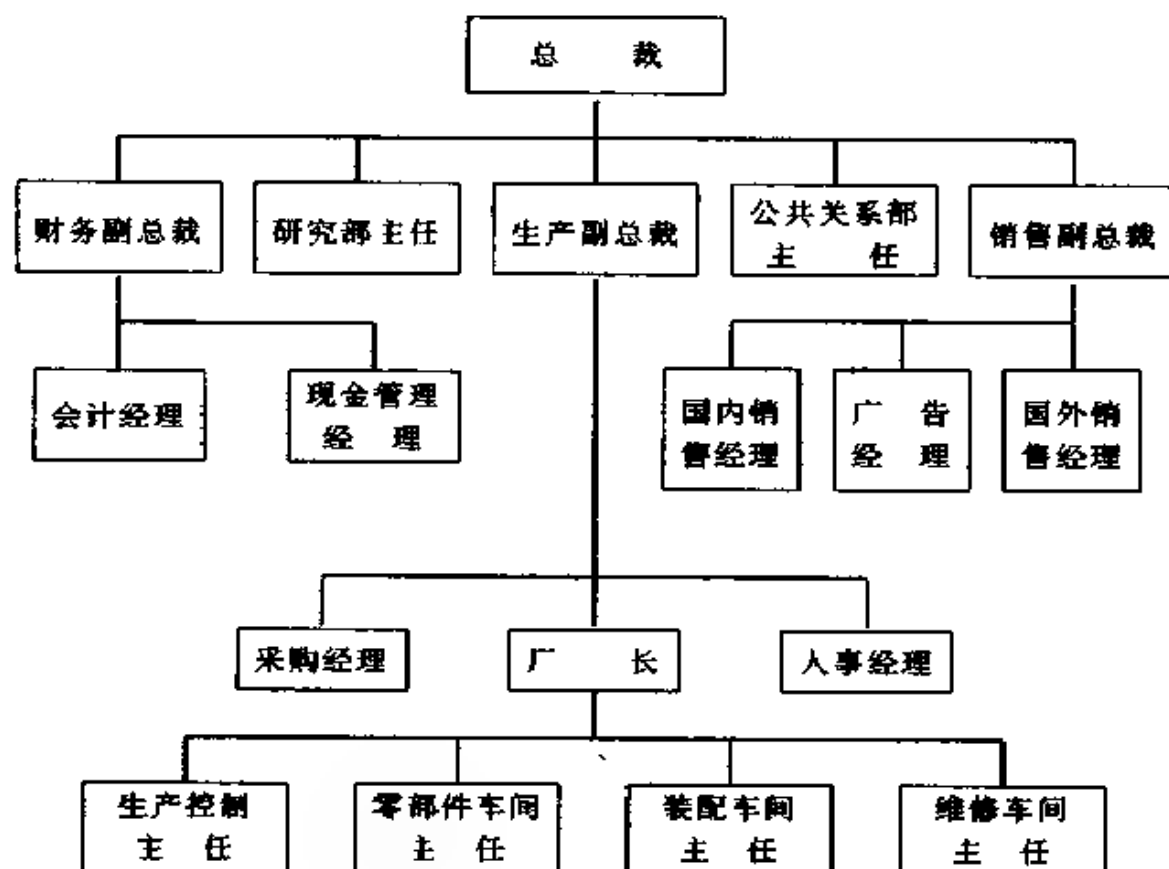 总 裁
财务副总裁
研究部主任
生产副总裁
公共关系部
主 任
销售副总裁
会计经理
现金管理
经 理
国内销
售经理
广 告
经 理
国外销
售经理
采购经理
厂 长
人事经理
生产控制
主 任
零部件车间
主 任
装配车间
主 任
维修车间
主 任